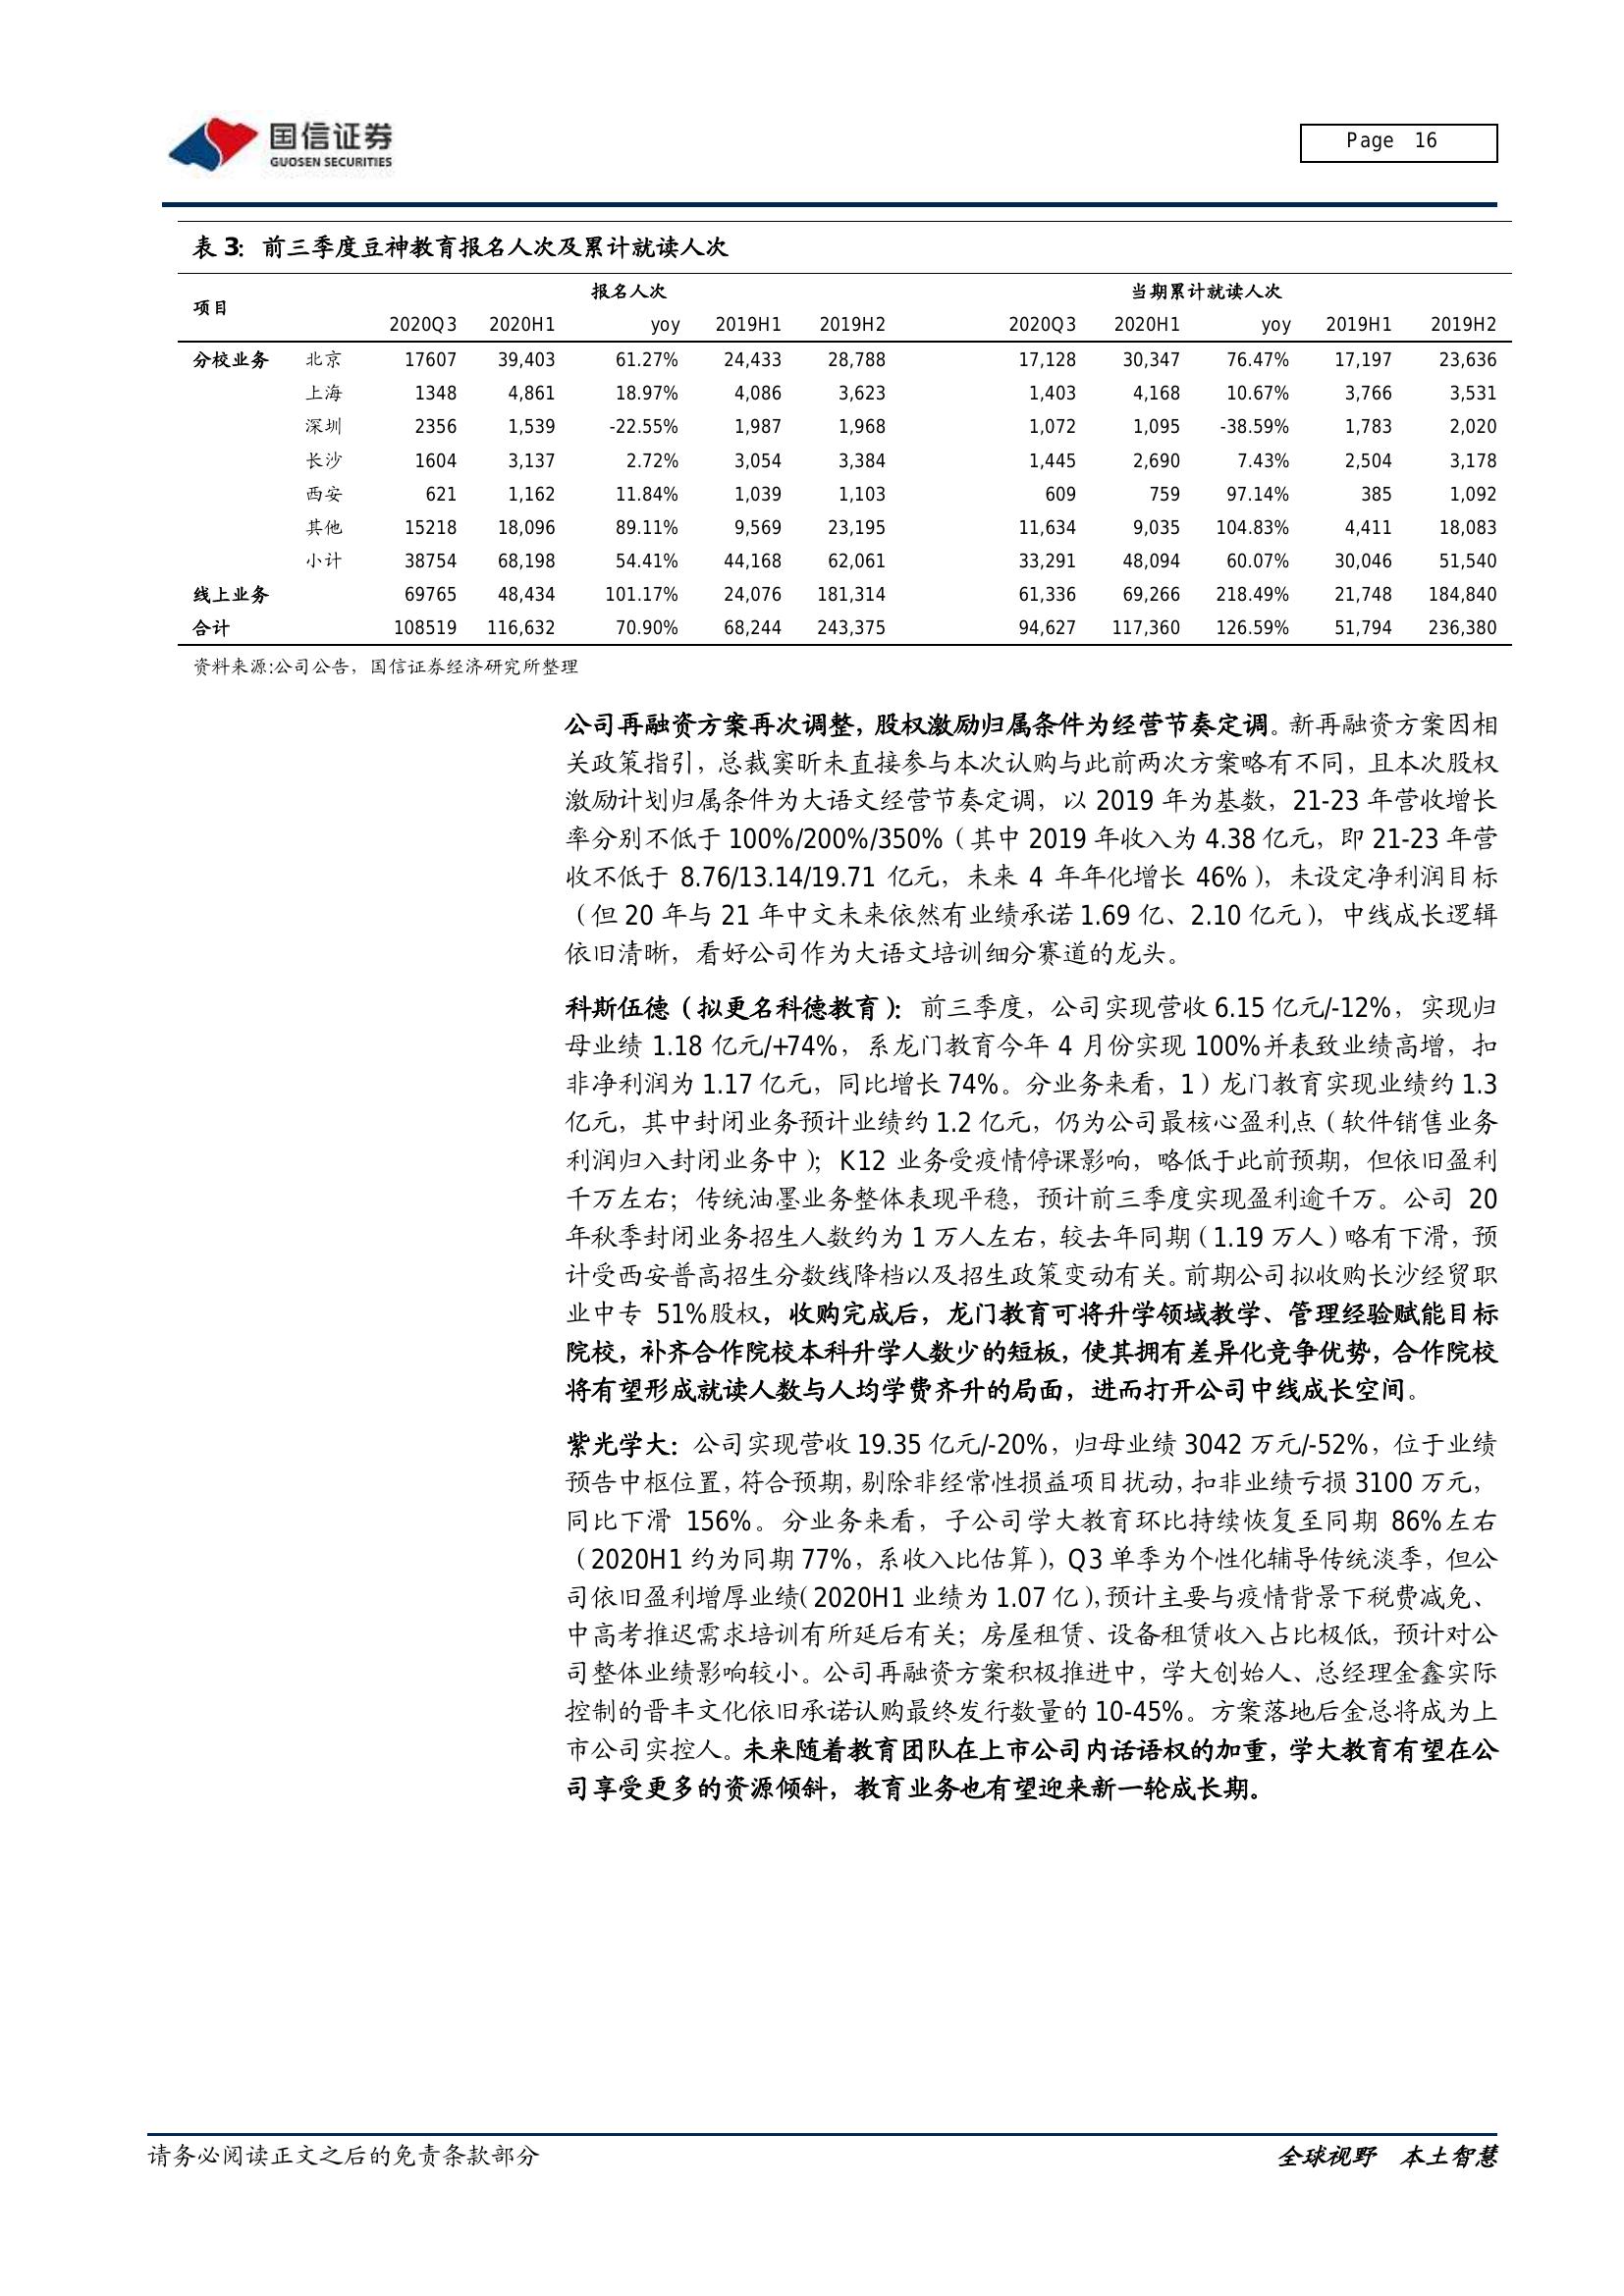 国信证券
GUOSEN SECURITIES
Page 16
表 3：前三季度豆神教育报名人次及累计就读人次
项目 报名人次 当期累计就读人次
2020Q3 2020H1 yoy 2019H1 2019H2 2020Q3 2020H1 yoy 2019H1 2019H2
分校业务 北京 17607 39,403 61.27% 24,433 28,788 17,128 30,347 76.47% 17,197 23,636
上海 1348 4,861 18.97% 4,086 3,623 1,403 4,168 10.67% 3,766 3,531
深圳 2356 1,539 -22.55% 1,987 1,968 1,072 1,095 -38.59% 1,783 2,020
长沙 1604 3,137 2.72% 3,054 3,384 1,445 2,690 7.43% 2,504 3,178
西安 621 1,162 11.84% 1,039 1,103 609 759 97.14% 385 1,092
其他 15218 18,096 89.11% 9,569 23,195 11,634 9,035 104.83% 4,411 18,083
小计 38754 68,198 54.41% 44,168 62,061 33,291 48,094 60.07% 30,046 51,540
线上业务 69765 48,434 101.17% 24,076 181,314 61,336 69,266 218.49% 21,748 184,840
合计 108519 116,632 70.90% 68,244 243,375 94,627 117,360 126.59% 51,794 236,380
资料来源:公司公告，国信证券经济研究所整理
公司再融资方案再次调整，股权激励归属条件为经营节奏定调。新再融资方案因相
关政策指引，总裁窦昕未直接参与本次认购与此前两次方案略有不同，且本次股权
激励计划归属条件为大语文经营节奏定调，以 2019 年为基数，21-23 年营收增长
率分别不低于 100%/200%/350%（其中 2019 年收入为 4.38 亿元，即 21-23 年营
收不低于 8.76/13.14/19.71 亿元，未来 4 年年化增长 46%），未设定净利润目标
（但 20 年与 21 年中文未来依然有业绩承诺 1.69 亿、2.10 亿元），中线成长逻辑
依旧清晰，看好公司作为大语文培训细分赛道的龙头。
科斯伍德（拟更名科德教育）：前三季度，公司实现营收 6.15 亿元/-12%，实现归
母业绩 1.18 亿元/+74%，系龙门教育今年 4 月份实现 100%并表致业绩高增，扣
非净利润为 1.17 亿元，同比增长 74%。分业务来看，1）龙门教育实现业绩约 1.3
亿元，其中封闭业务预计业绩约 1.2 亿元，仍为公司最核心盈利点（软件销售业务
利润归入封闭业务中）；K12 业务受疫情停课影响，略低于此前预期，但依旧盈利
千万左右；传统油墨业务整体表现平稳，预计前三季度实现盈利逾千万。公司 20
年秋季封闭业务招生人数约为 1 万人左右，较去年同期（1.19 万人）略有下滑，预
计受西安普高招生分数线降档以及招生政策变动有关。前期公司拟收购长沙经贸职
业中专 51%股权，收购完成后，龙门教育可将升学领域教学、管理经验赋能目标
院校，补齐合作院校本科升学人数少的短板，使其拥有差异化竞争优势，合作院校
将有望形成就读人数与人均学费齐升的局面，进而打开公司中线成长空间。
紫光学大：公司实现营收 19.35 亿元/-20%，归母业绩 3042 万元/-52%，位于业绩
预告中枢位置，符合预期，剔除非经常性损益项目扰动，扣非业绩亏损 3100 万元，
同比下滑 156%。分业务来看，子公司学大教育环比持续恢复至同期 86%左右
（2020H1 约为同期 77%，系收入比估算），Q3 单季为个性化辅导传统淡季，但公
司依旧盈利增厚业绩（2020H1 业绩为 1.07 亿），预计主要与疫情背景下税费减免、
中高考推迟需求培训有所延后有关；房屋租赁、设备租赁收入占比极低，预计对公
司整体业绩影响较小。公司再融资方案积极推进中，学大创始人、总经理金鑫实际
控制的晋丰文化依旧承诺认购最终发行数量的 10-45%。方案落地后金总将成为上
市公司实控人。未来随着教育团队在上市公司内话语权的加重，学大教育有望在公
司享受更多的资源倾斜，教育业务也有望迎来新一轮成长期。
请务必阅读正文之后的免责条款部分 全球视野 本土智慧